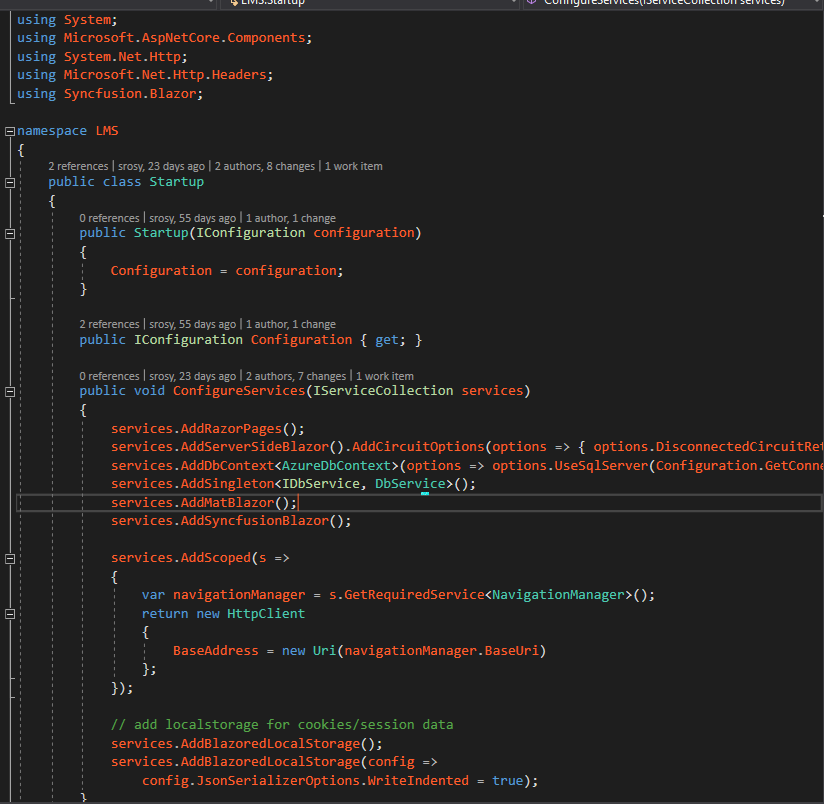 LMS.Startup ConfigureServices(IServiceCollection services)
using System;
using Microsoft.AspNetCore.Components;
using System.Net.Http;
using Microsoft.Net.Http.Headers;
using Syncfusion.Blazor;
namespace LMS
{
2 references | srosy, 23 days ago | 2 authors, 8 changes | 1 work item
public class Startup
{
0 references | srosy, 55 days ago | 1 author, 1 change
public Startup(IConfiguration configuration)
{
Configuration = configuration;
}
2 references | srosy, 55 days ago | 1 author, 1 change
public IConfiguration Configuration { get; }
0 references | srosy, 23 days ago | 2 authors, 7 changes | 1 work item
public void ConfigureServices(IServiceCollection services)
{
services.AddRazorPages();
services.AddServerSideBlazor().AddCircuitOptions(options => { options.DisconnectedCircuitRet
services.AddDbContext<AzureDbContext>(options => options.UseSqlServer(Configuration.GetConne
services.AddSingleton<IDbService, DbService>();
services.AddMatBlazor();
services.AddSyncfusionBlazor();
services.AddScoped(s =>
{
var navigationManager = s.GetRequiredService<NavigationManager>();
return new HttpClient
{
BaseAddress = new Uri(navigationManager.BaseUri)
};
});
// add localstorage for cookies/session data
services.AddBlazoredLocalStorage();
services.AddBlazoredLocalStorage(config =>
config.JsonSerializerOptions.WriteIndented = true);
}